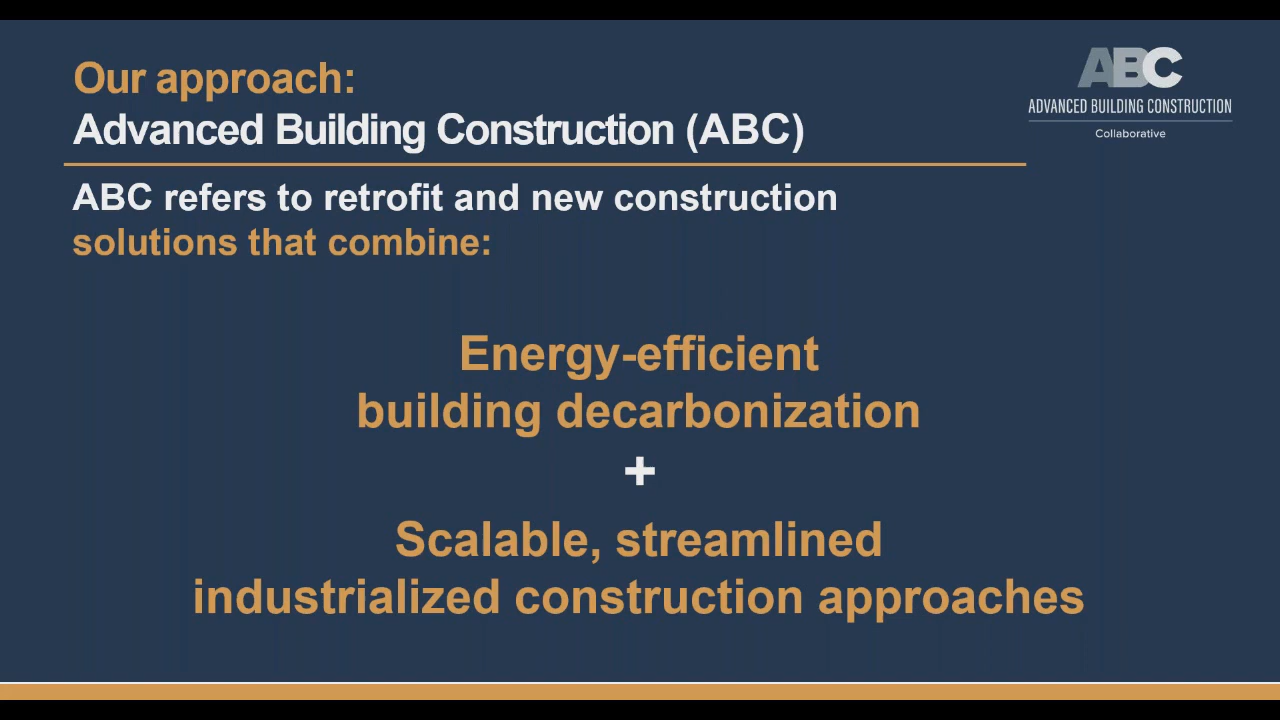 Our approach:
Advanced Building Construction (ABC)
ABC
ADVANCED BUILDING CONSTRUCTION
Collaborative
ABC refers to retrofit and new construction
solutions that combine:
Energy-efficient
building decarbonization
+
Scalable, streamlined
industrialized construction approaches